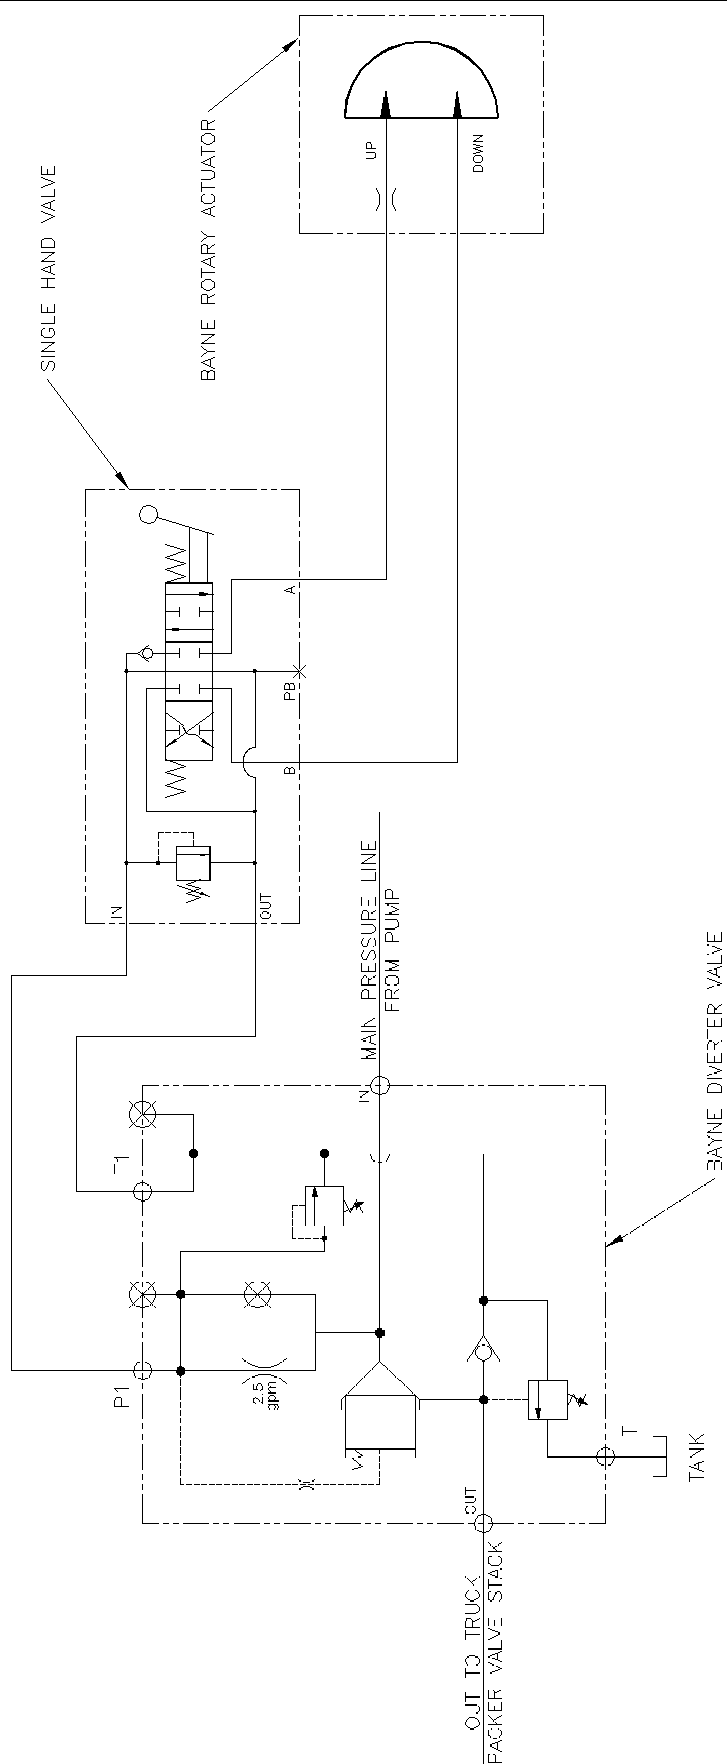 BAYNE ROTARY ACTUATOR
UP
DOWN
SINGLE HAND VALVE
A
PB
B
IN
OUT
MAIN PRESSURE LINE
FROM PUMP
IN
T1
P1
2.5
gpm
BAYNE DIVERTER VALVE
T
TANK
OUT
OUT TO TRUCK
PACKER VALVE STACK